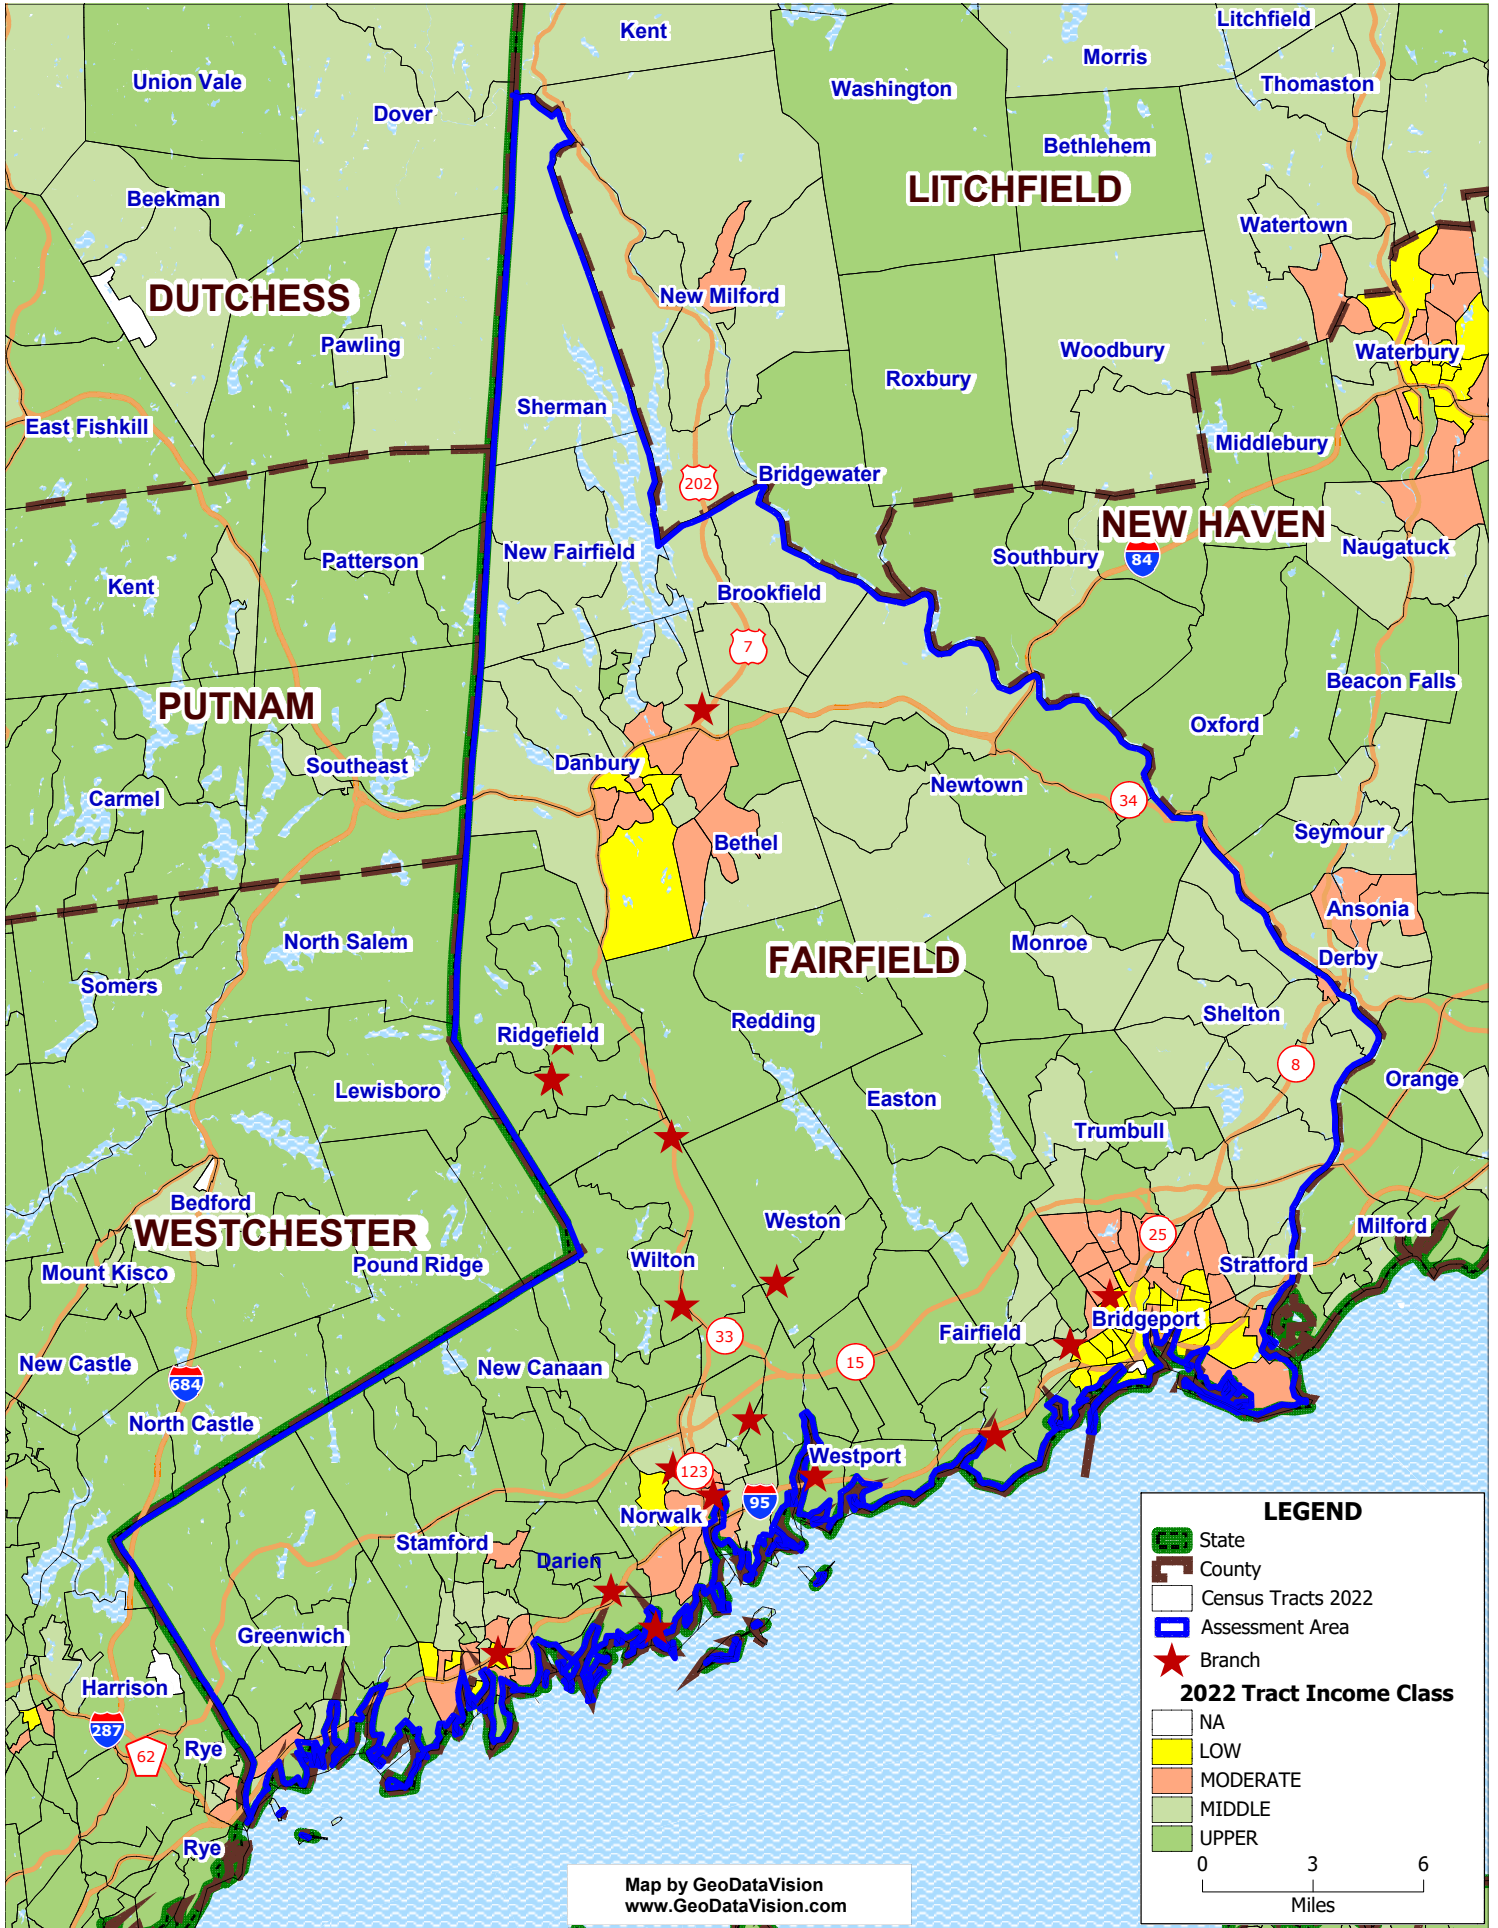 Kent
Litchfield
Morris
Union Vale
Washington
Thomaston
Dover
Bethlehem
LITCHFIELD
Beekman
Watertown
DUTCHESS
New Milford
Pawling
Woodbury
Waterbury
Roxbury
Sherman
East Fishkill
Middlebury
Bridgewater
202
NEW HAVEN
New Fairfield
Southbury
84
Naugatuck
Patterson
Kent
Brookfield
7
Beacon Falls
PUTNAM
Oxford
Southeast
Danbury
Newtown
Carmel
34
Seymour
Bethel
Ansonia
North Salem
Monroe
FAIRFIELD
Derby
Somers
Shelton
Redding
Ridgefield
8
Orange
Lewisboro
Easton
Trumbull
Bedford
WESTCHESTER
Weston
Milford
25
Wilton
Pound Ridge
Stratford
Mount Kisco
Bridgeport
33
Fairfield
New Castle
New Canaan
15
684
North Castle
Westport
123
95
Norwalk
Stamford
Darien
Greenwich
Harrison
287
62
Rye
Rye
LEGEND
State
County
Census Tracts 2022
Assessment Area
Branch
2022 Tract Income Class
NA
LOW
MODERATE
MIDDLE
UPPER
0 3 6
Miles
Map by GeoDataVision
www.GeoDataVision.com